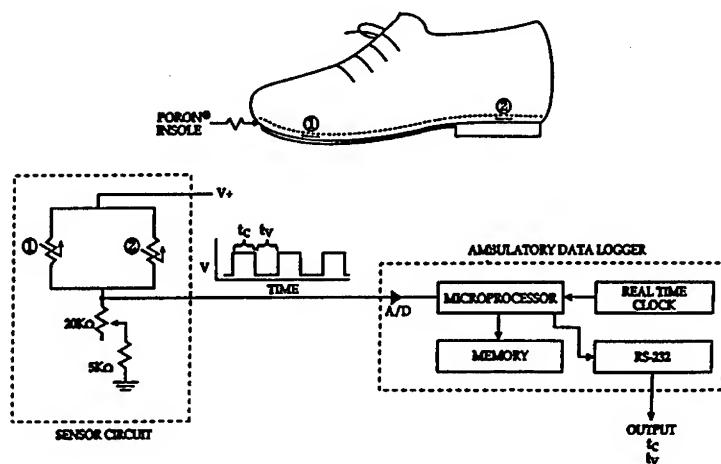 ②
PORON®
INSOLE
①
V+
①
②
tC tV
V
TIME
AMBULATORY DATA LOGGER
A/D
MICROPROCESSOR
REAL TIME
CLOCK
20KΩ
MEMORY
RS-232
5KΩ
SENSOR CIRCUIT
OUTPUT
tC
tV